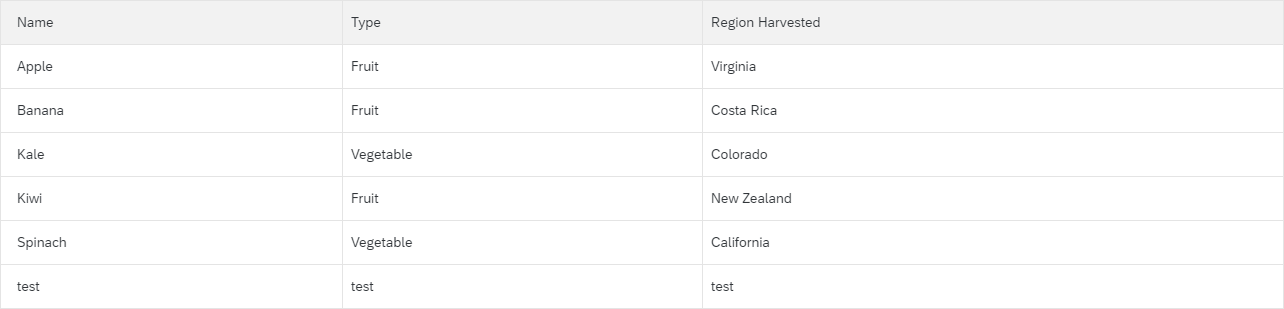 Name Type Region Harvested
Apple Fruit Virginia
Banana Fruit Costa Rica
Kale Vegetable Colorado
Kiwi Fruit New Zealand
Spinach Vegetable California
test test test